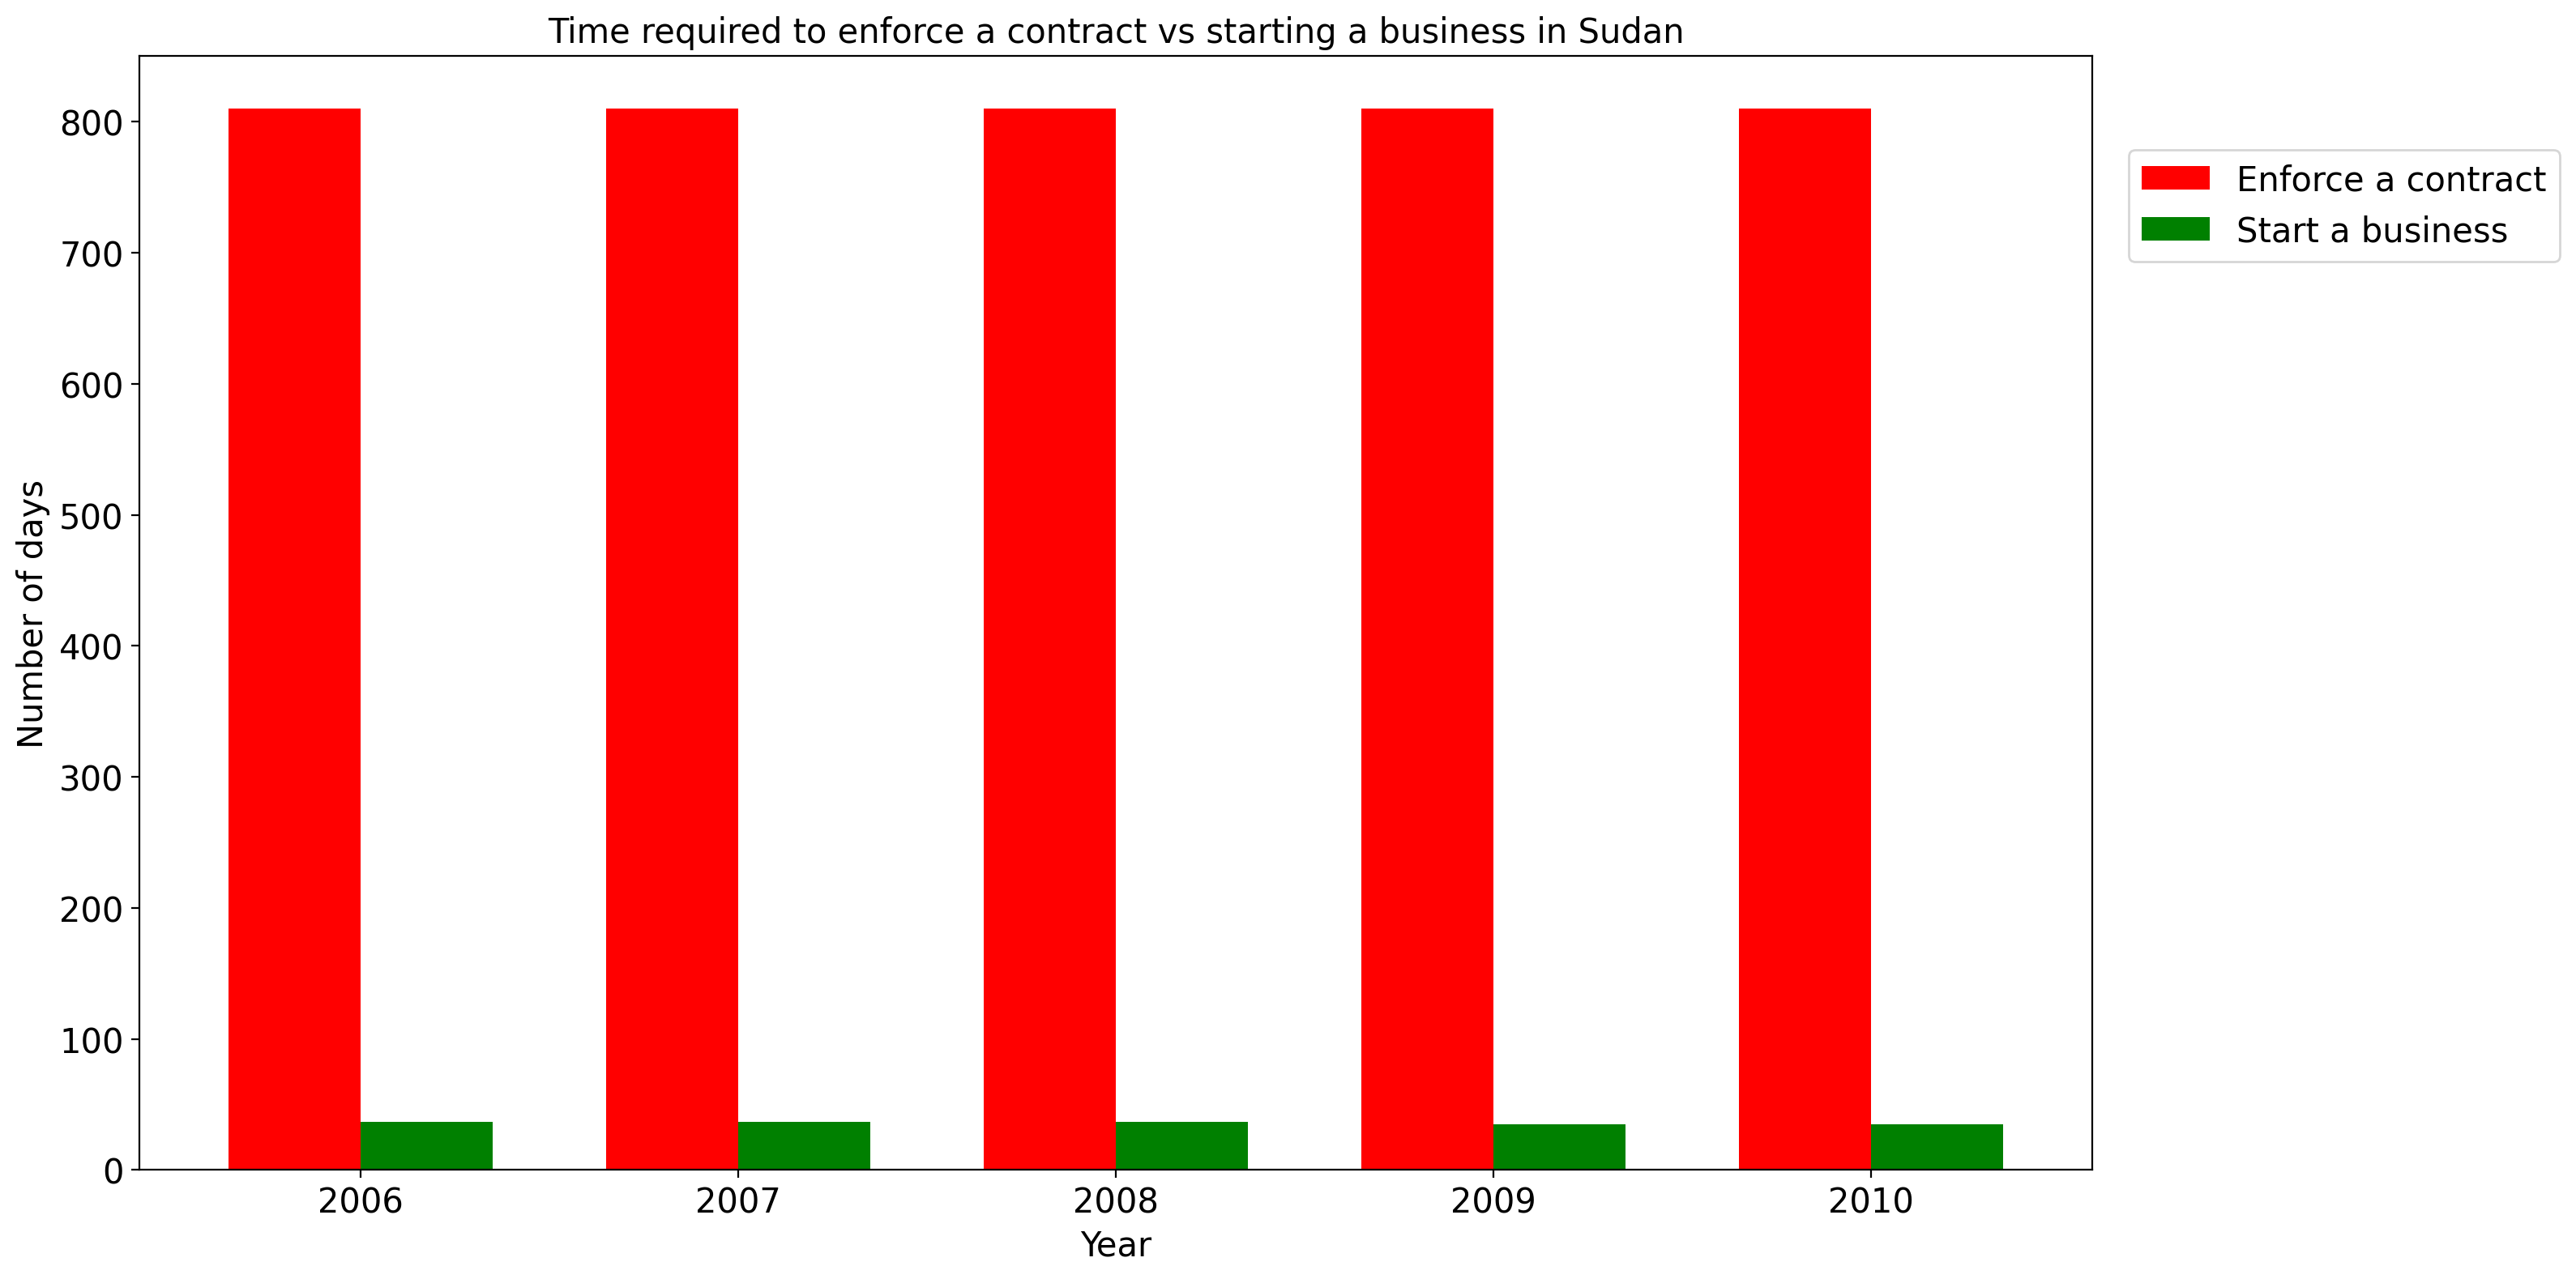 Time required to enforce a contract vs starting a business in Sudan
Number of days
800
700
600
500
400
300
200
100
0
2006 2007 2008 2009 2010
Year
Enforce a contract
Start a business